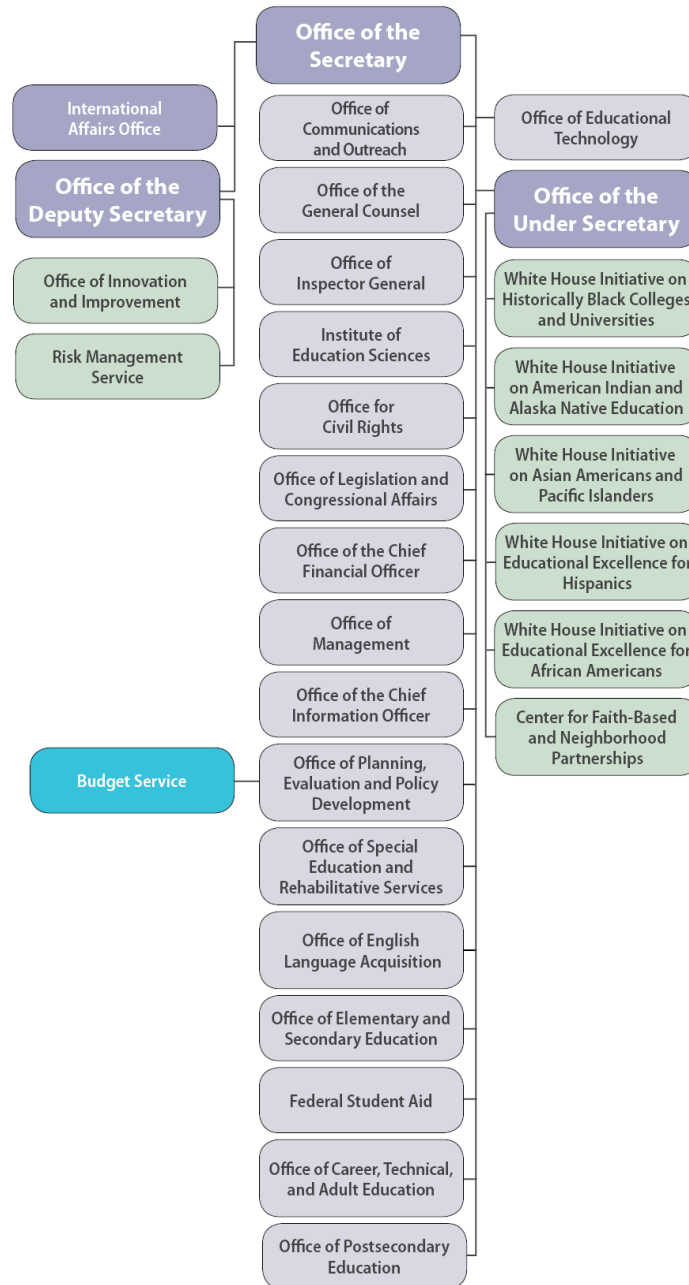 Office of the
Secretary
International
Affairs Office
Office of
Communications
and Outreach
Office of Educational
Technology
Office of the
Deputy Secretary
Office of the
General Counsel
Office of the
Under Secretary
Office of Innovation
and Improvement
Office of
Inspector General
White House Initiative on
Historically Black Colleges
and Universities
Risk Management
Service
Institute of
Education Sciences
White House Initiative
on American Indian and
Alaska Native Education
Office for
Civil Rights
White House Initiative
on Asian Americans and
Pacific Islanders
Office of Legislation and
Congressional Affairs
White House Initiative on
Educational Excellence for
Hispanics
Office of the Chief
Financial Officer
White House Initiative on
Educational Excellence for
African Americans
Office of
Management
Center for Faith-Based
and Neighborhood
Partnerships
Office of the Chief
Information Officer
Budget Service
Office of Planning,
Evaluation and Policy
Development
Office of Special
Education and
Rehabilitative Services
Office of English
Language Acquisition
Office of Elementary and
Secondary Education
Federal Student Aid
Office of Career, Technical,
and Adult Education
Office of Postsecondary
Education